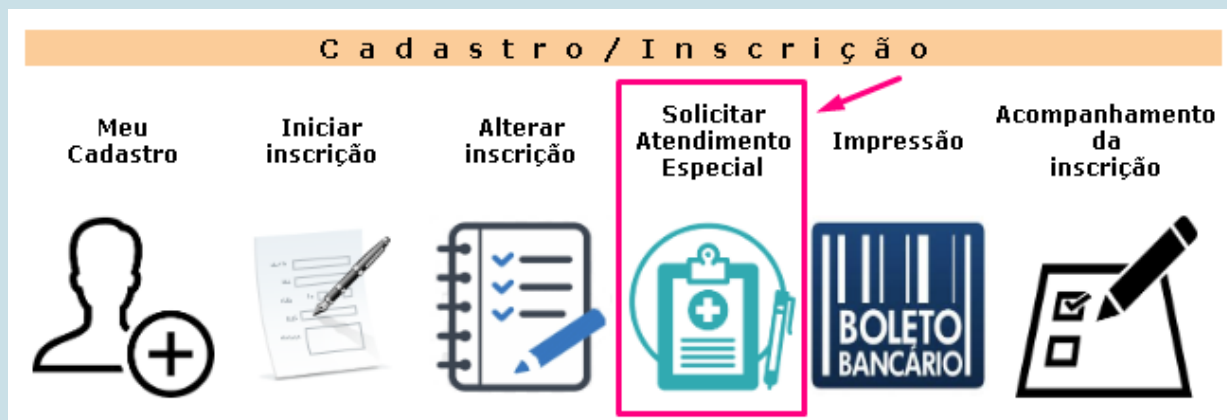 Cadastro/Inscrição
Meu
Cadastro
Iniciar
inscrição
Alterar
inscrição
Solicitar
Atendimento
Especial
Impressão
Acompanhamento
da
inscrição
BOLETO
BANCÁRIO